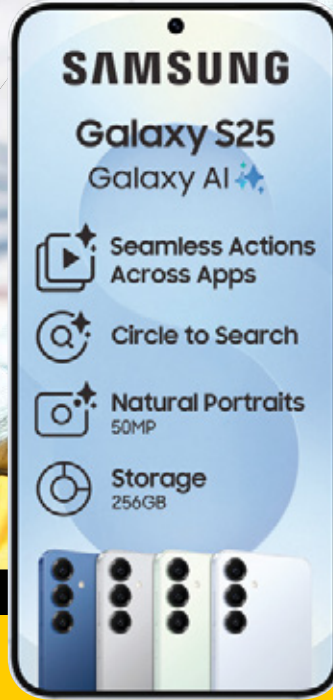 SAMSUNG
Galaxy S25
Galaxy AI
Seamless Actions
Across Apps
Circle to Search
Natural Portraits
50MP
Storage
256GB